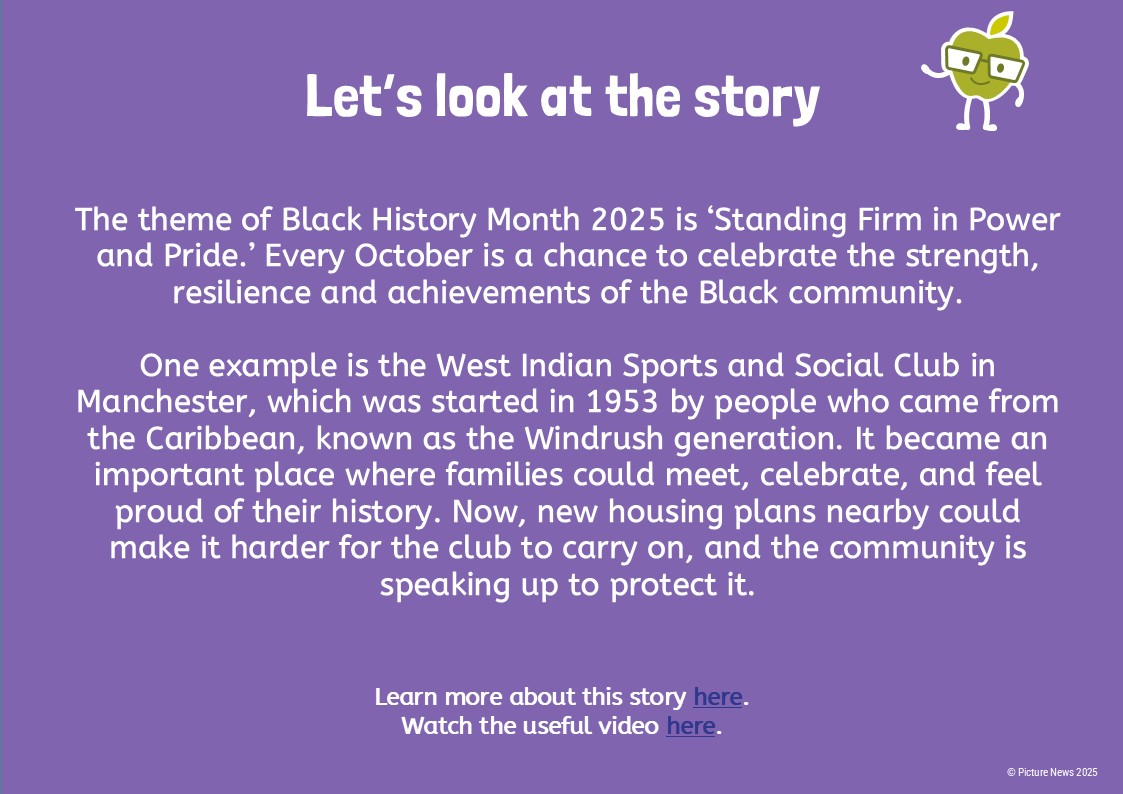 Let’s look at the story
The theme of Black History Month 2025 is ‘Standing Firm in Power
and Pride.’ Every October is a chance to celebrate the strength,
resilience and achievements of the Black community.
One example is the West Indian Sports and Social Club in
Manchester, which was started in 1953 by people who came from
the Caribbean, known as the Windrush generation. It became an
important place where families could meet, celebrate, and feel
proud of their history. Now, new housing plans nearby could
make it harder for the club to carry on, and the community is
speaking up to protect it.
Learn more about this story here.
Watch the useful video here.
© Picture News 2025